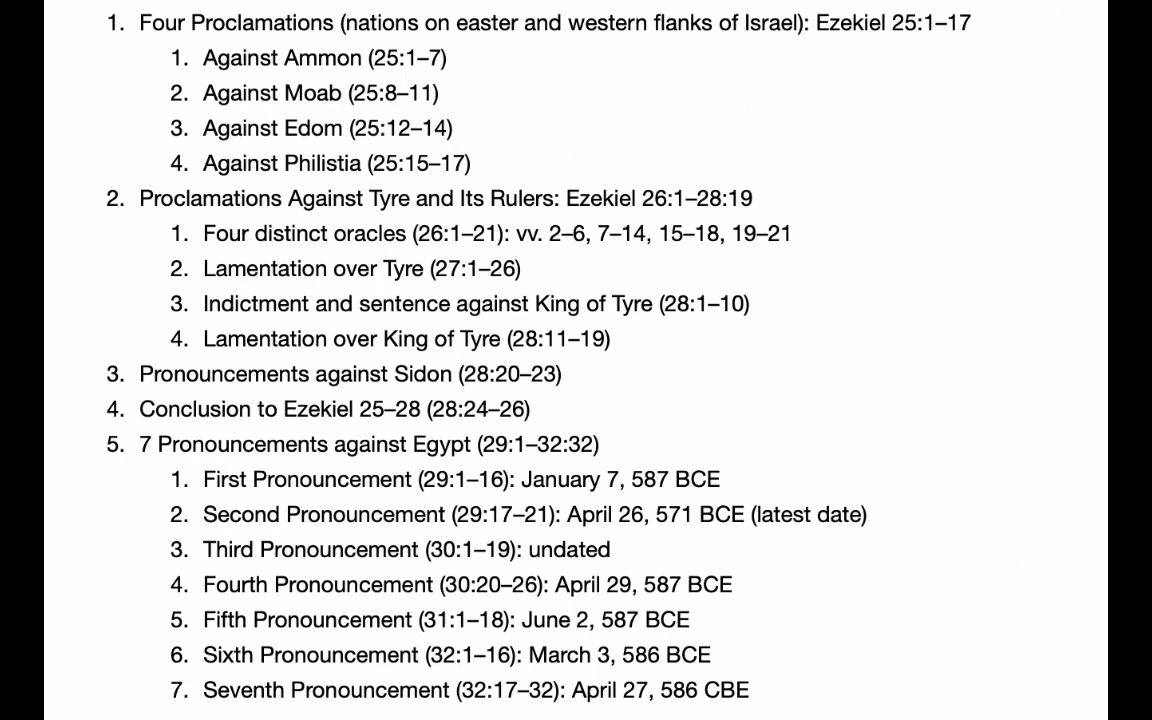 1. Four Proclamations (nations on easter and western flanks of Israel): Ezekiel 25:1–17
1. Against Ammon (25:1–7)
2. Against Moab (25:8–11)
3. Against Edom (25:12–14)
4. Against Philistia (25:15–17)
2. Proclamations Against Tyre and Its Rulers: Ezekiel 26:1–28:19
1. Four distinct oracles (26:1–21): vv. 2–6, 7–14, 15–18, 19–21
2. Lamentation over Tyre (27:1–26)
3. Indictment and sentence against King of Tyre (28:1–10)
4. Lamentation over King of Tyre (28:11–19)
3. Pronouncements against Sidon (28:20–23)
4. Conclusion to Ezekiel 25–28 (28:24–26)
5. 7 Pronouncements against Egypt (29:1–32:32)
1. First Pronouncement (29:1–16): January 7, 587 BCE
2. Second Pronouncement (29:17–21): April 26, 571 BCE (latest date)
3. Third Pronouncement (30:1–19): undated
4. Fourth Pronouncement (30:20–26): April 29, 587 BCE
5. Fifth Pronouncement (31:1–18): June 2, 587 BCE
6. Sixth Pronouncement (32:1–16): March 3, 586 BCE
7. Seventh Pronouncement (32:17–32): April 27, 586 CBE